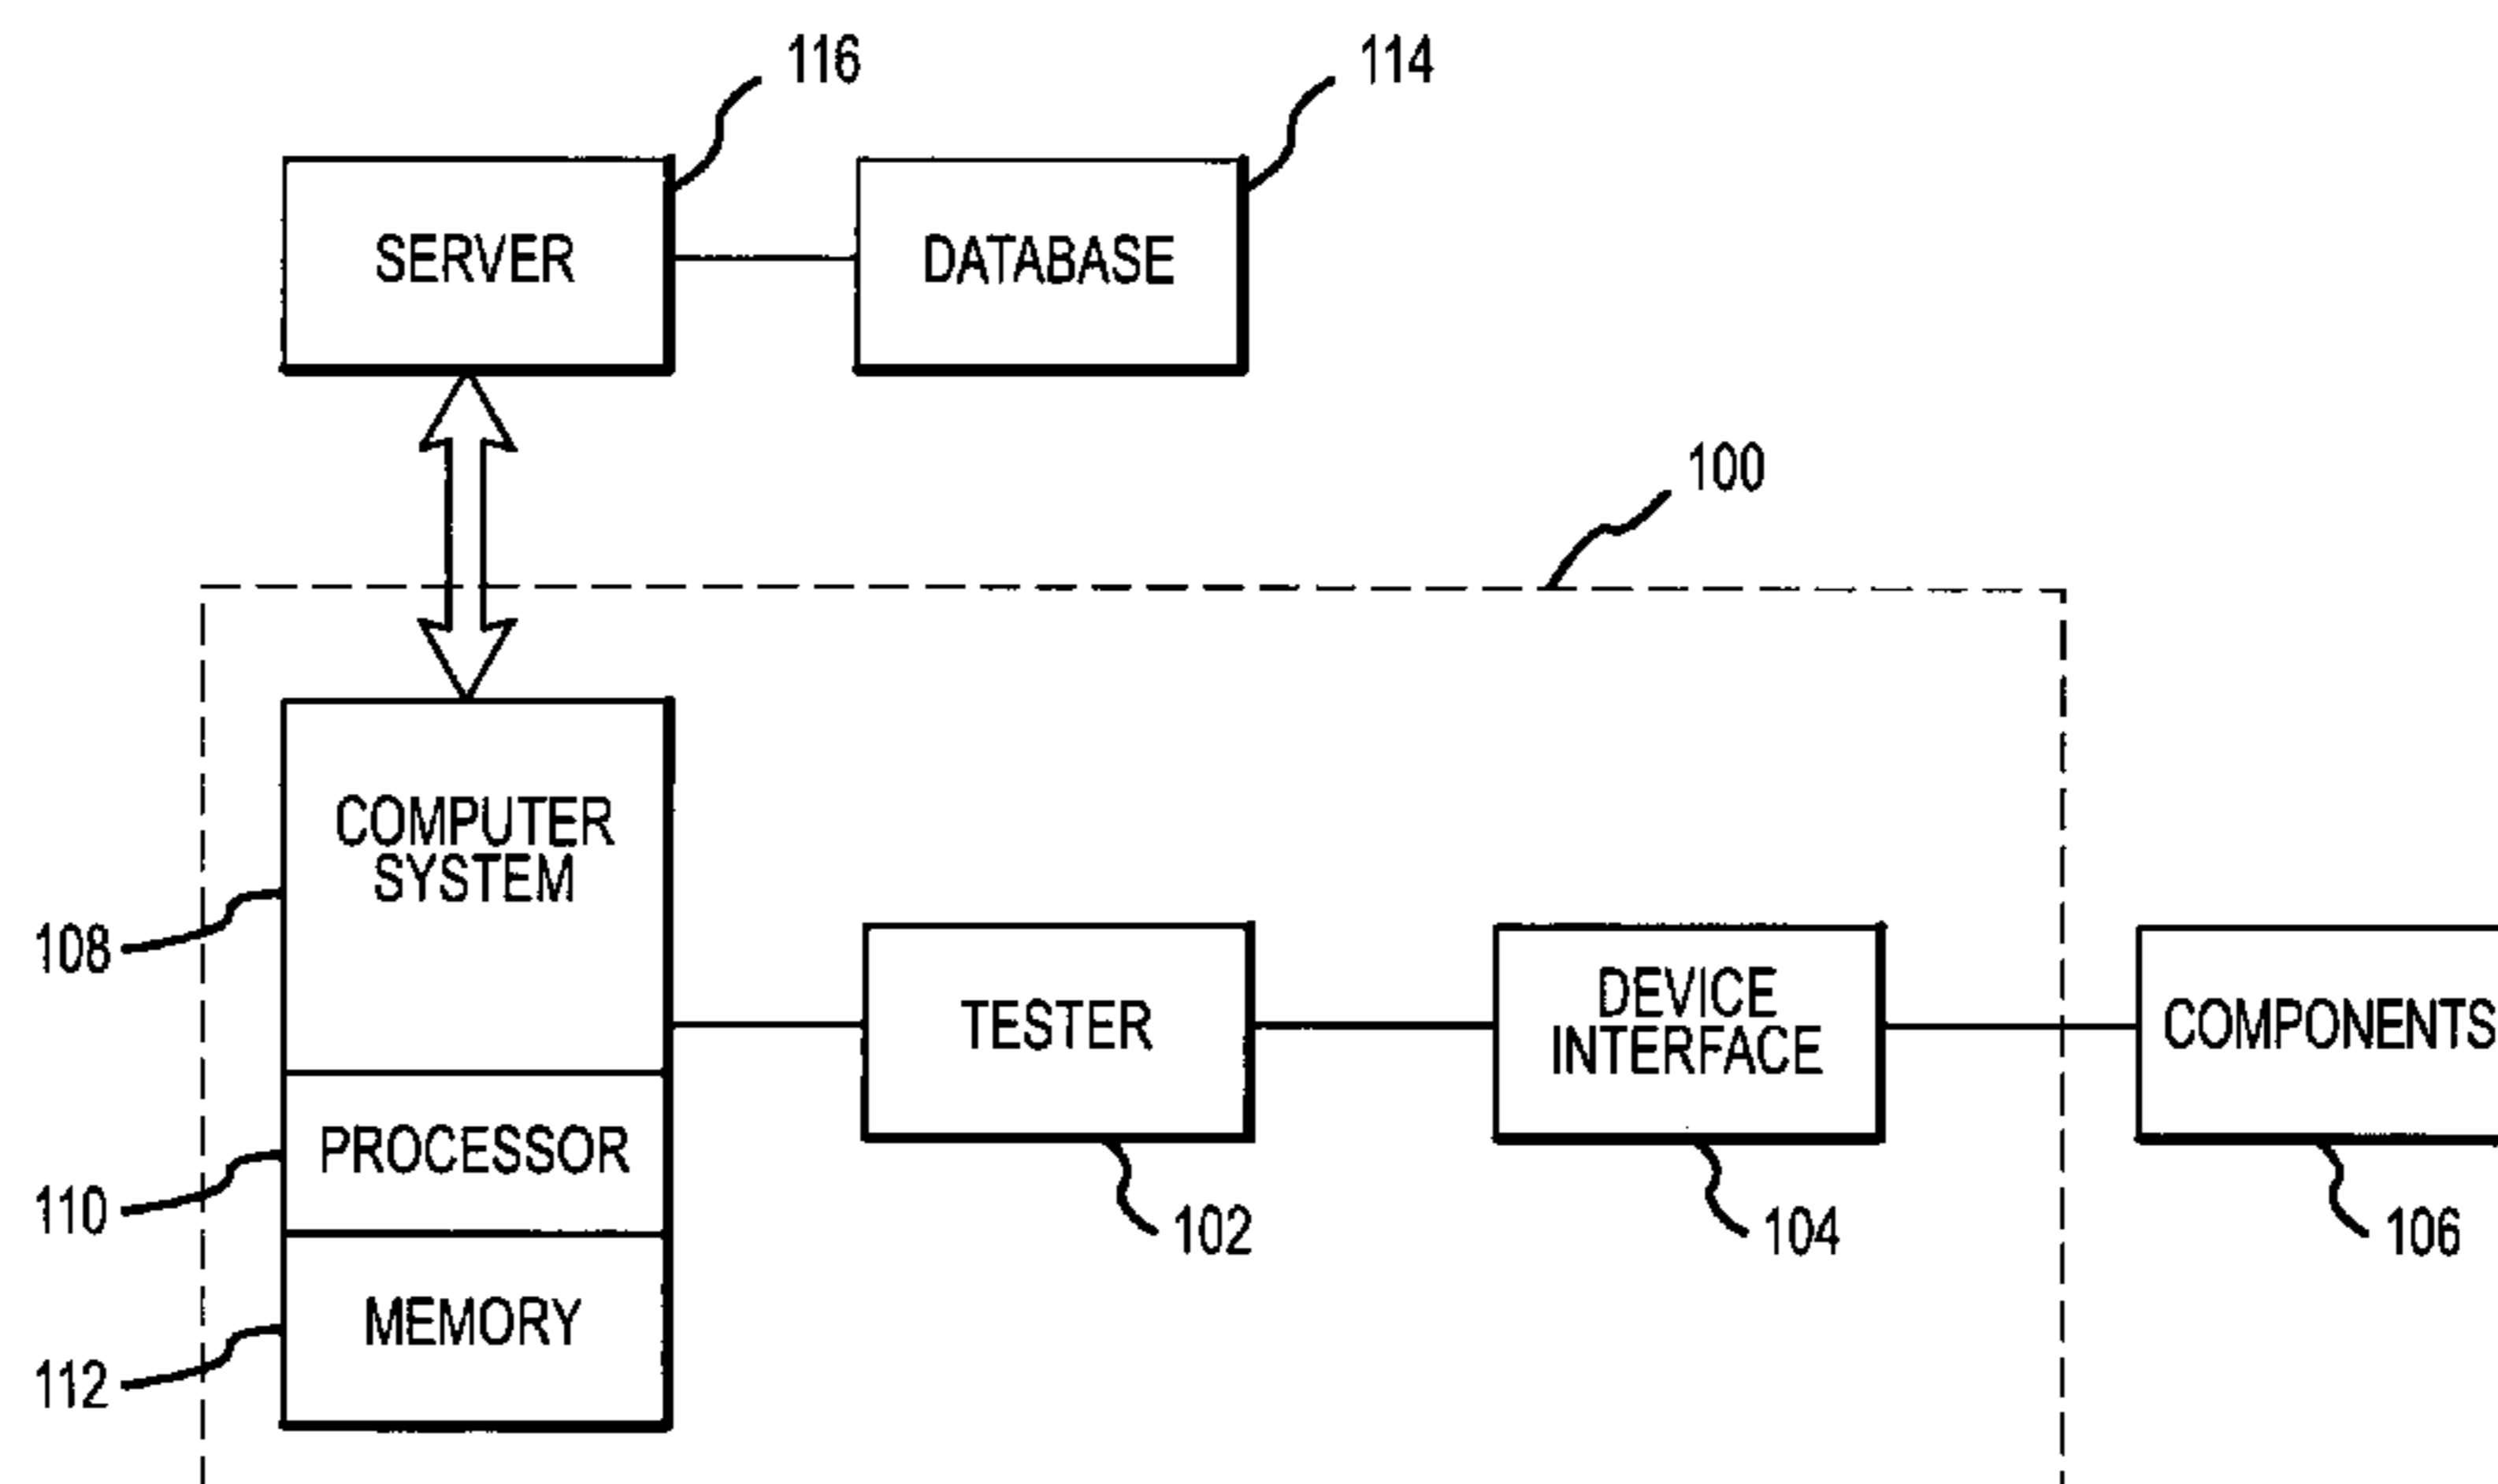 116
114
SERVER
DATABASE
100
COMPUTER
SYSTEM
108
TESTER
DEVICE
INTERFACE
COMPONENTS
PROCESSOR
110
102
104
106
MEMORY
112